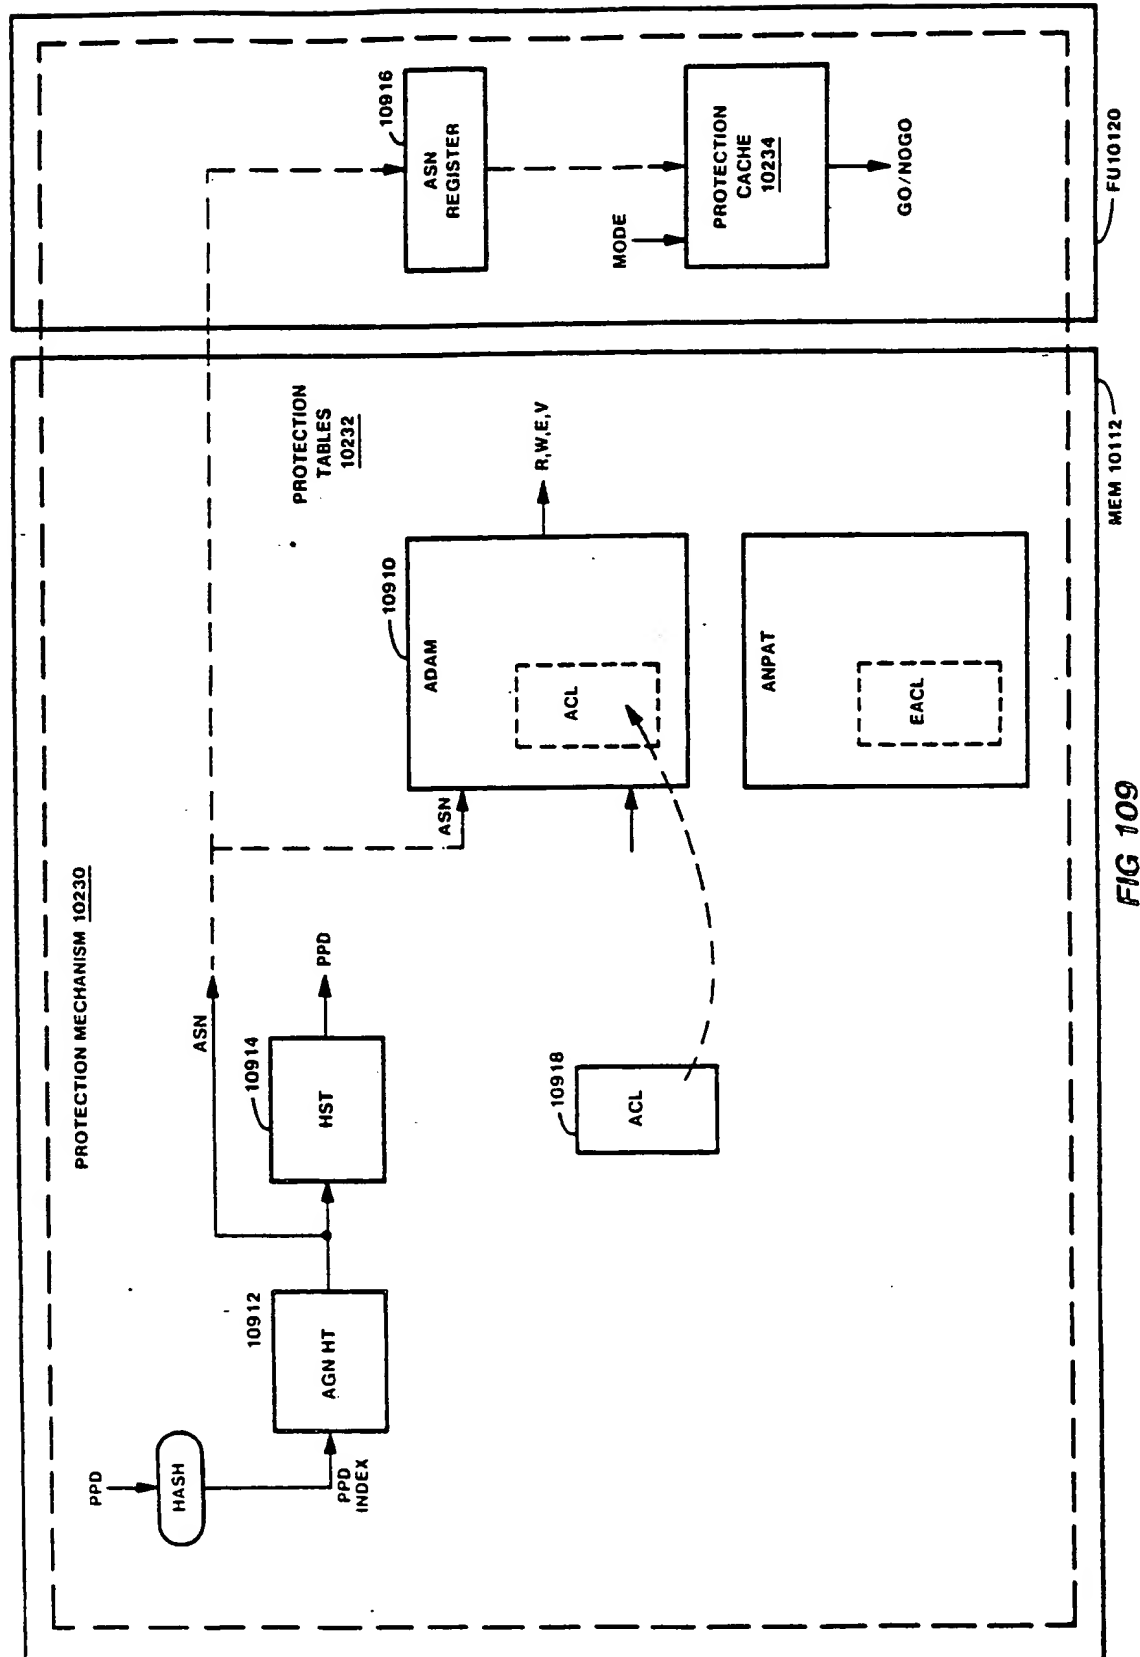 PROTECTION MECHANISM 10230
PPD
HASH
PPD
INDEX
10912
AGN HT
ASN
10914
HST
PPD
10918
ACL
PROTECTION
TABLES
10232
ASN
10910
ADAM
ACL
R,W,E,V
ANPAT
EACL
MEM 10112
10916
ASN
REGISTER
MODE
PROTECTION
CACHE
10234
GO/NOGO
FU10120
FIG 109